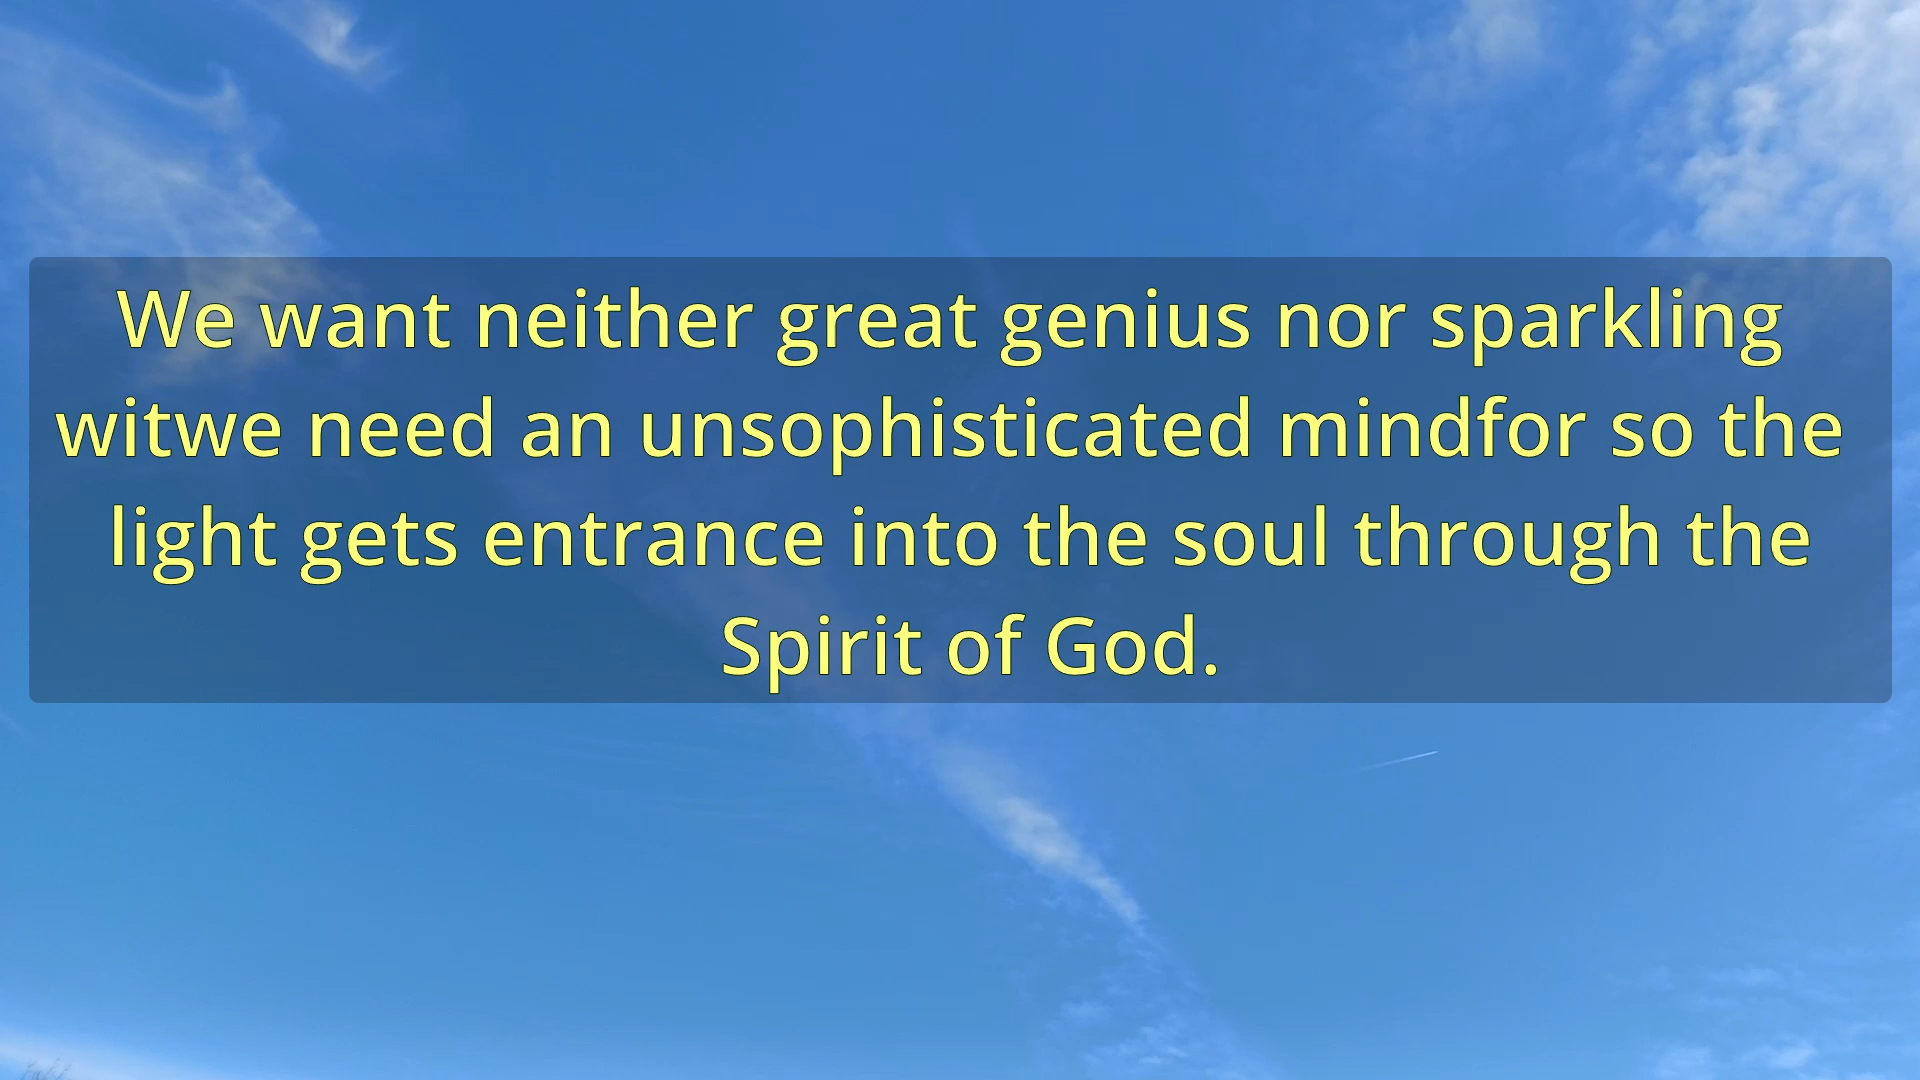 We want neither great genius nor sparkling
witwe need an unsophisticated mindfor so the
light gets entrance into the soul through the
Spirit of God.